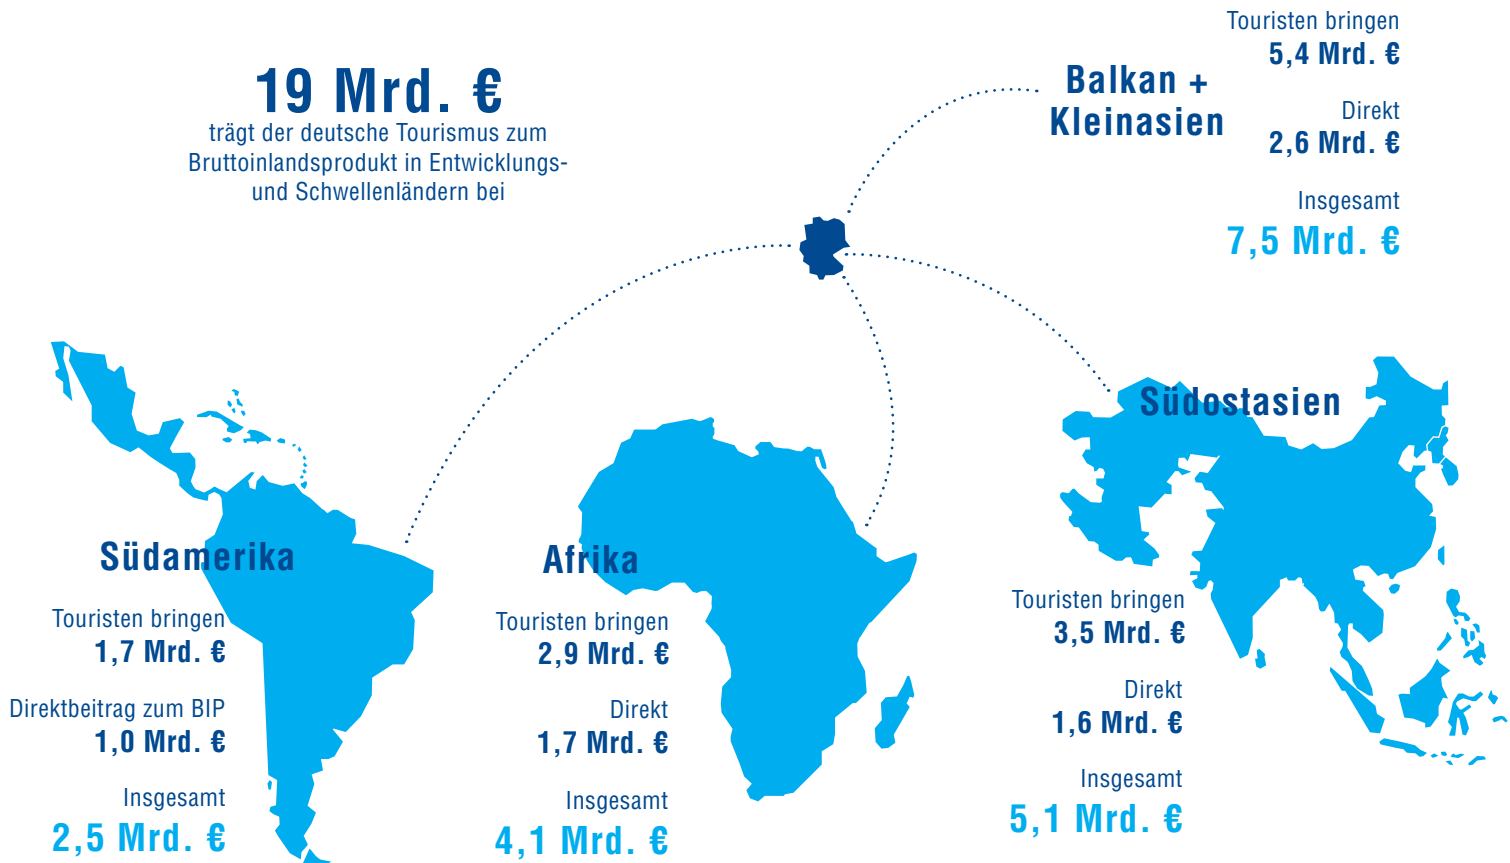 19 Mrd. €
trägt der deutsche Tourismus zum
Bruttoinlandsprodukt in Entwicklungs-
und Schwellenländern bei
Balkan +
Kleinasien
Touristen bringen
5,4 Mrd. €
Direkt
2,6 Mrd. €
Insgesamt
7,5 Mrd. €
Südamerika
Touristen bringen
1,7 Mrd. €
Direktbeitrag zum BIP
1,0 Mrd. €
Insgesamt
2,5 Mrd. €
Afrika
Touristen bringen
2,9 Mrd. €
Direkt
1,7 Mrd. €
Insgesamt
4,1 Mrd. €
Südostasien
Touristen bringen
3,5 Mrd. €
Direkt
1,6 Mrd. €
Insgesamt
5,1 Mrd. €